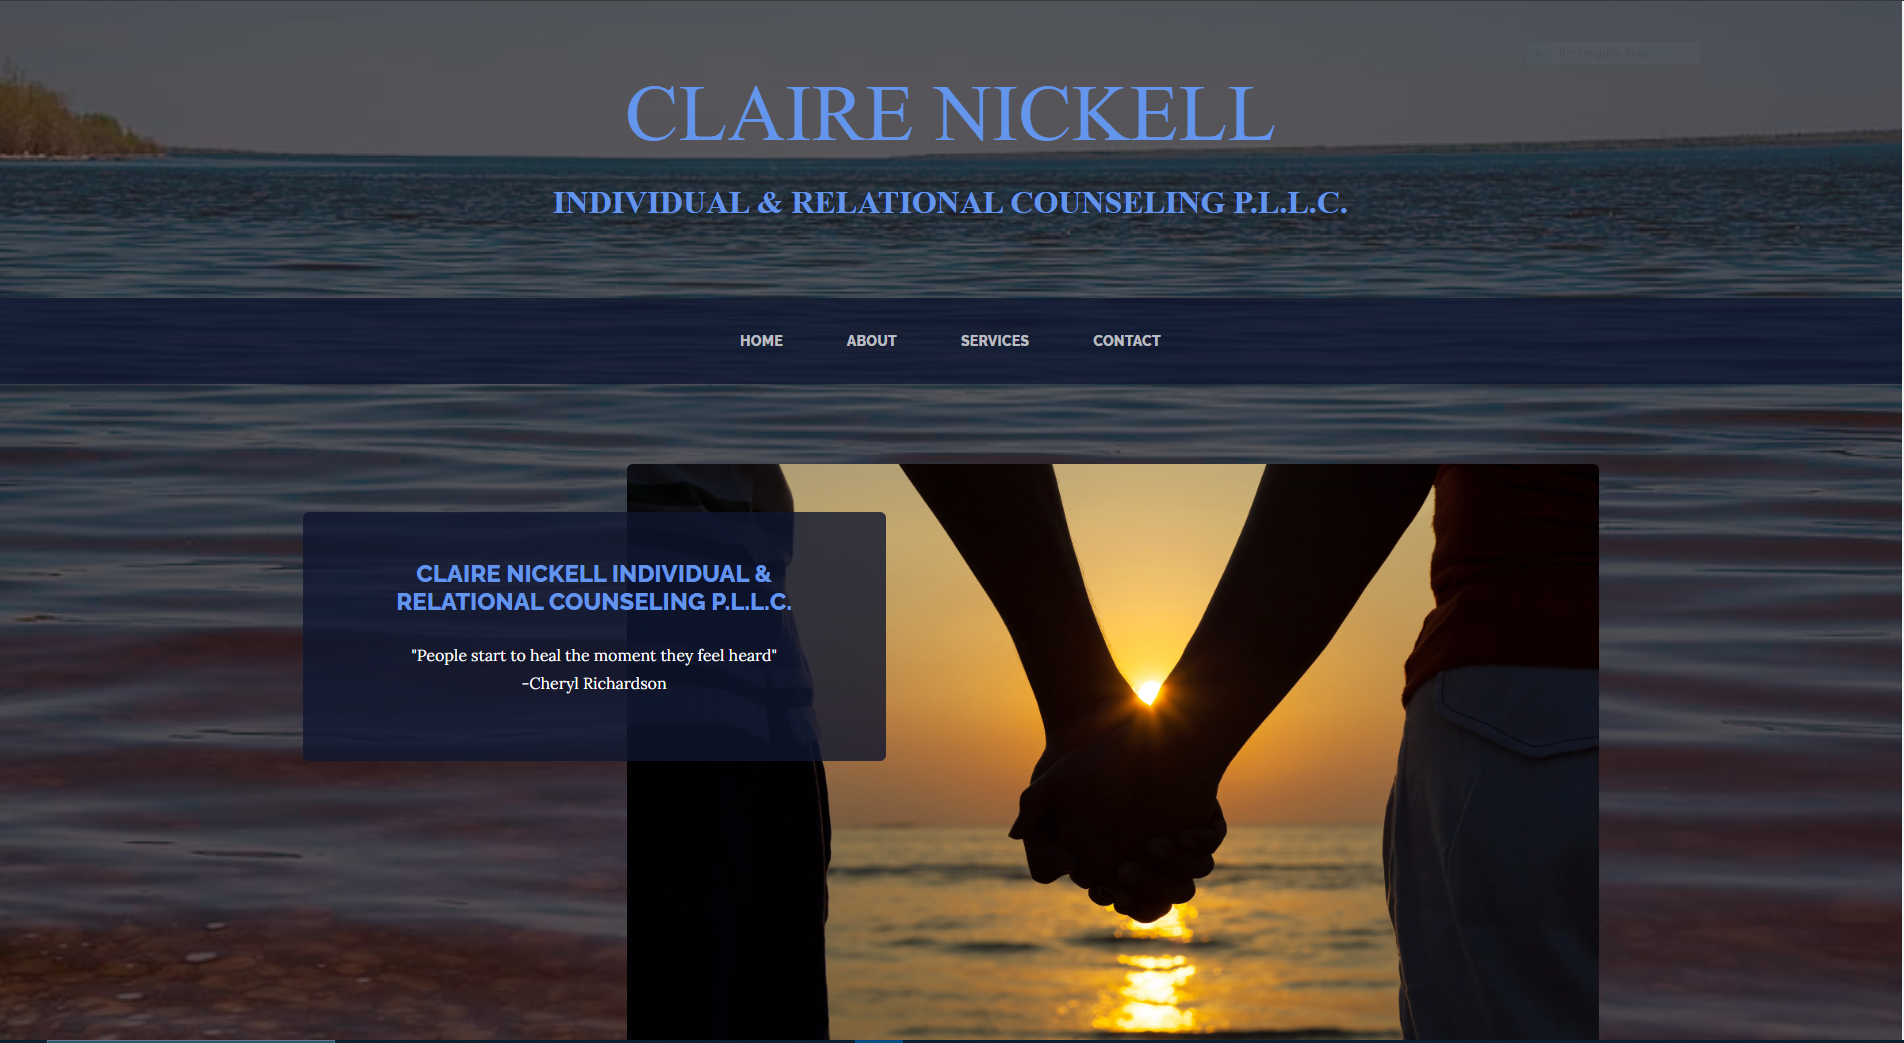 CLAIRE NICKELL
INDIVIDUAL & RELATIONAL COUNSELING P.L.L.C.
HOME ABOUT SERVICES CONTACT
CLAIRE NICKELL INDIVIDUAL &
RELATIONAL COUNSELING P.L.L.C.
"People start to heal the moment they feel heard"
-Cheryl Richardson